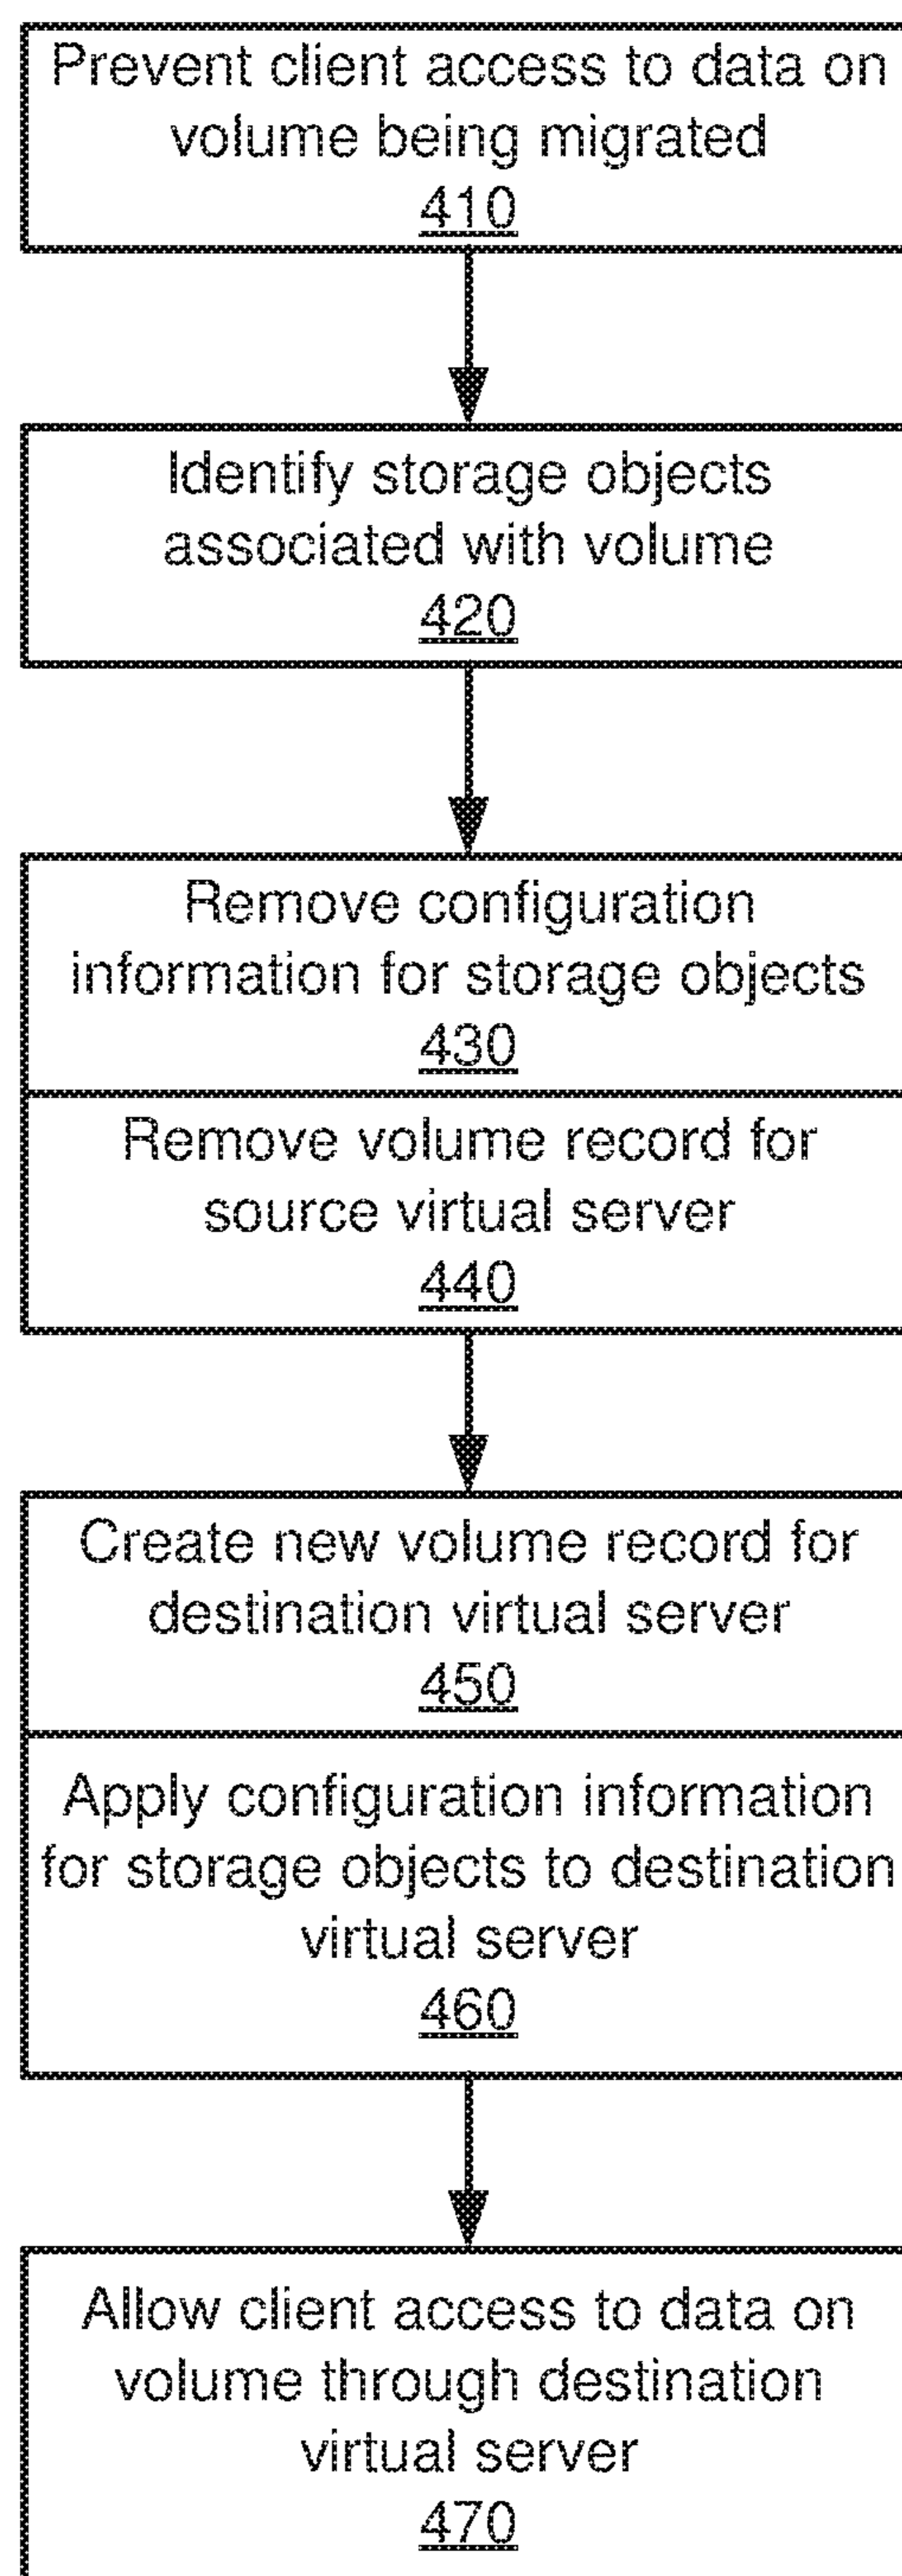 Prevent client access to data on
volume being migrated
410
Identify storage objects
associated with volume
420
Remove configuration
information for storage objects
430
Remove volume record for
source virtual server
440
Create new volume record for
destination virtual server
450
Apply configuration information
for storage objects to destination
virtual server
460
Allow client access to data on
volume through destination
virtual server
470